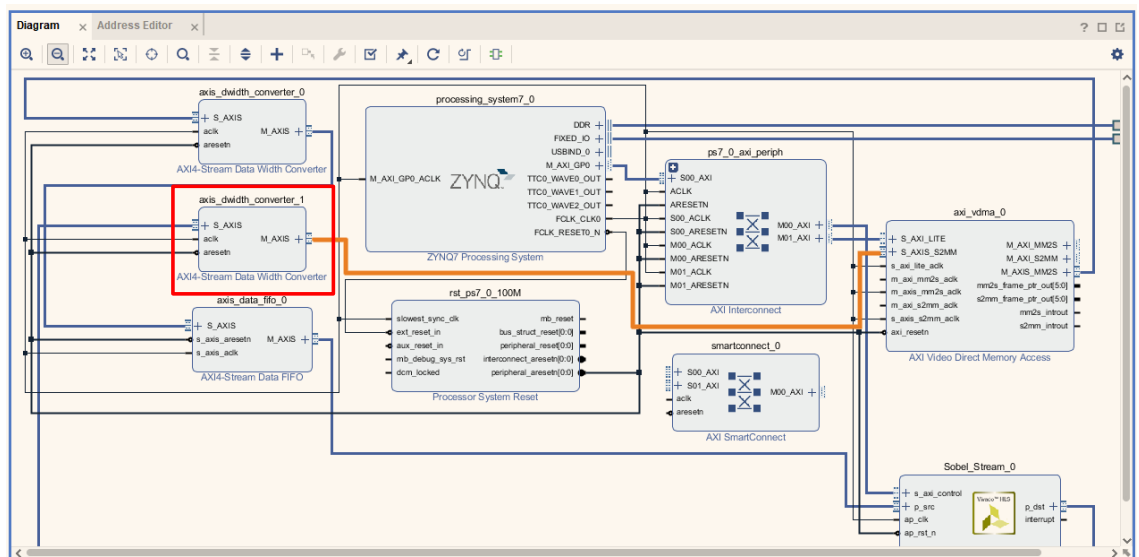 Diagram × Address Editor ×
axis_dwidth_converter_0
S_AXIS
aclk
aresetn
M_AXIS
AXI4-Stream Data Width Converter
axis_dwidth_converter_1
S_AXIS
aclk
aresetn
M_AXIS
AXI4-Stream Data Width Converter
axis_data_fifo_0
S_AXIS
s_axis_aresetn
s_axis_aclk
M_AXIS
AXI4-Stream Data FIFO
processing_system7_0
M_AXI_GP0_ACLK
ZYNQ
DDR
FIXED_IO
USBIND_0
M_AXI_GP0
TTC0_WAVE0_OUT
TTC0_WAVE1_OUT
TTC0_WAVE2_OUT
FCLK_CLK0
FCLK_RESET0_N
ZYNQ7 Processing System
rst_ps7_0_100M
slowest_sync_clk
ext_reset_in
aux_reset_in
mb_debug_sys_rst
dcm_locked
mb_reset
bus_struct_reset[0:0]
peripheral_reset[0:0]
interconnect_aresetn[0:0]
peripheral_aresetn[0:0]
Processor System Reset
ps7_0_axi_periph
S00_AXI
ACLK
ARESETN
S00_ACLK
S00_ARESETN
M00_ACLK
M00_ARESETN
M01_ACLK
M01_ARESETN
M00_AXI
M01_AXI
AXI Interconnect
smartconnect_0
S00_AXI
S01_AXI
aclk
aresetn
M00_AXI
AXI SmartConnect
axi_vdma_0
S_AXI_LITE
S_AXIS_S2MM
s_axi_lite_aclk
m_axi_mm2s_aclk
m_axis_mm2s_aclk
m_axi_s2mm_aclk
s_axis_s2mm_aclk
axi_resetn
M_AXI_MM2S
M_AXI_S2MM
M_AXIS_MM2S
mm2s_frame_ptr_out[5:0]
s2mm_frame_ptr_out[5:0]
mm2s_introut
s2mm_introut
AXI Video Direct Memory Access
Sobel_Stream_0
s_axi_control
p_src
ap_clk
ap_rst_n
Vivado™ HLS
p_dst
interrupt